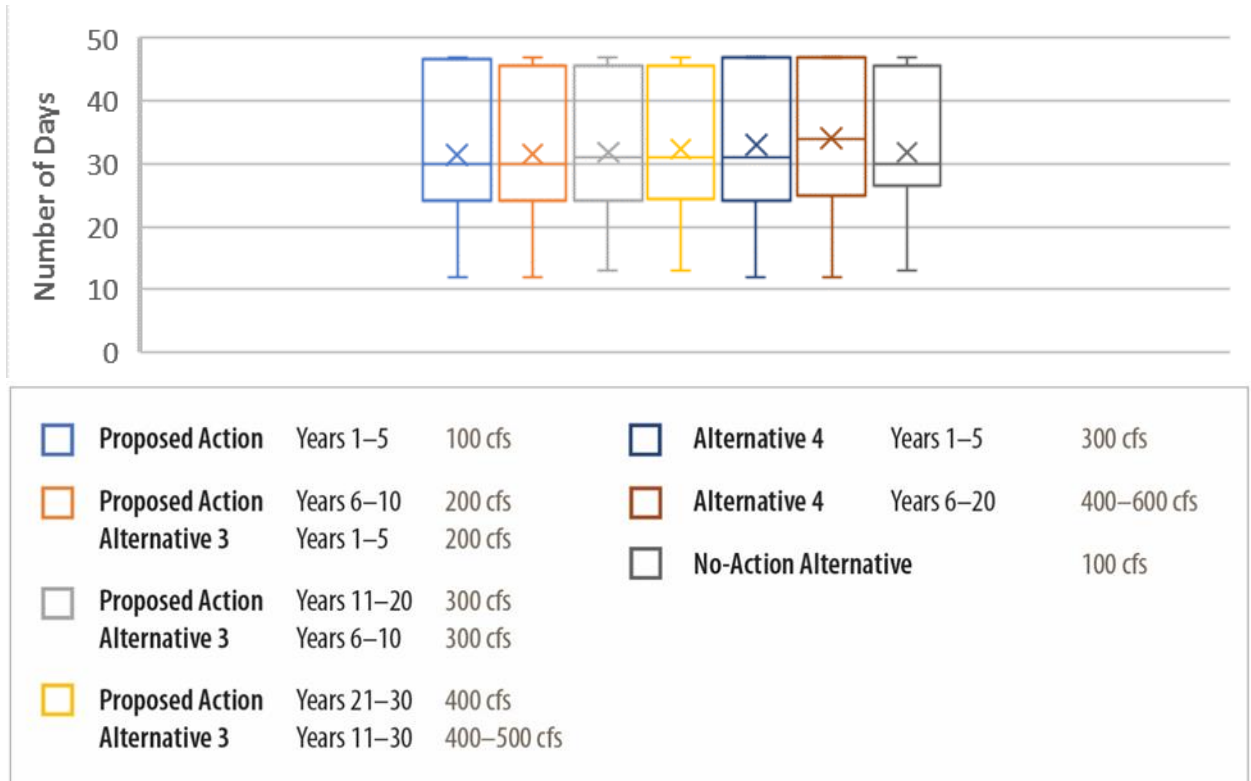 Number of Days
50
40
30
20
10
0
Proposed Action Years 1–5 100 cfs
Proposed Action Years 6–10 200 cfs
Alternative 3 Years 1–5 200 cfs
Proposed Action Years 11–20 300 cfs
Alternative 3 Years 6–10 300 cfs
Proposed Action Years 21–30 400 cfs
Alternative 3 Years 11–30 400–500 cfs
Alternative 4 Years 1–5 300 cfs
Alternative 4 Years 6–20 400–600 cfs
No-Action Alternative 100 cfs